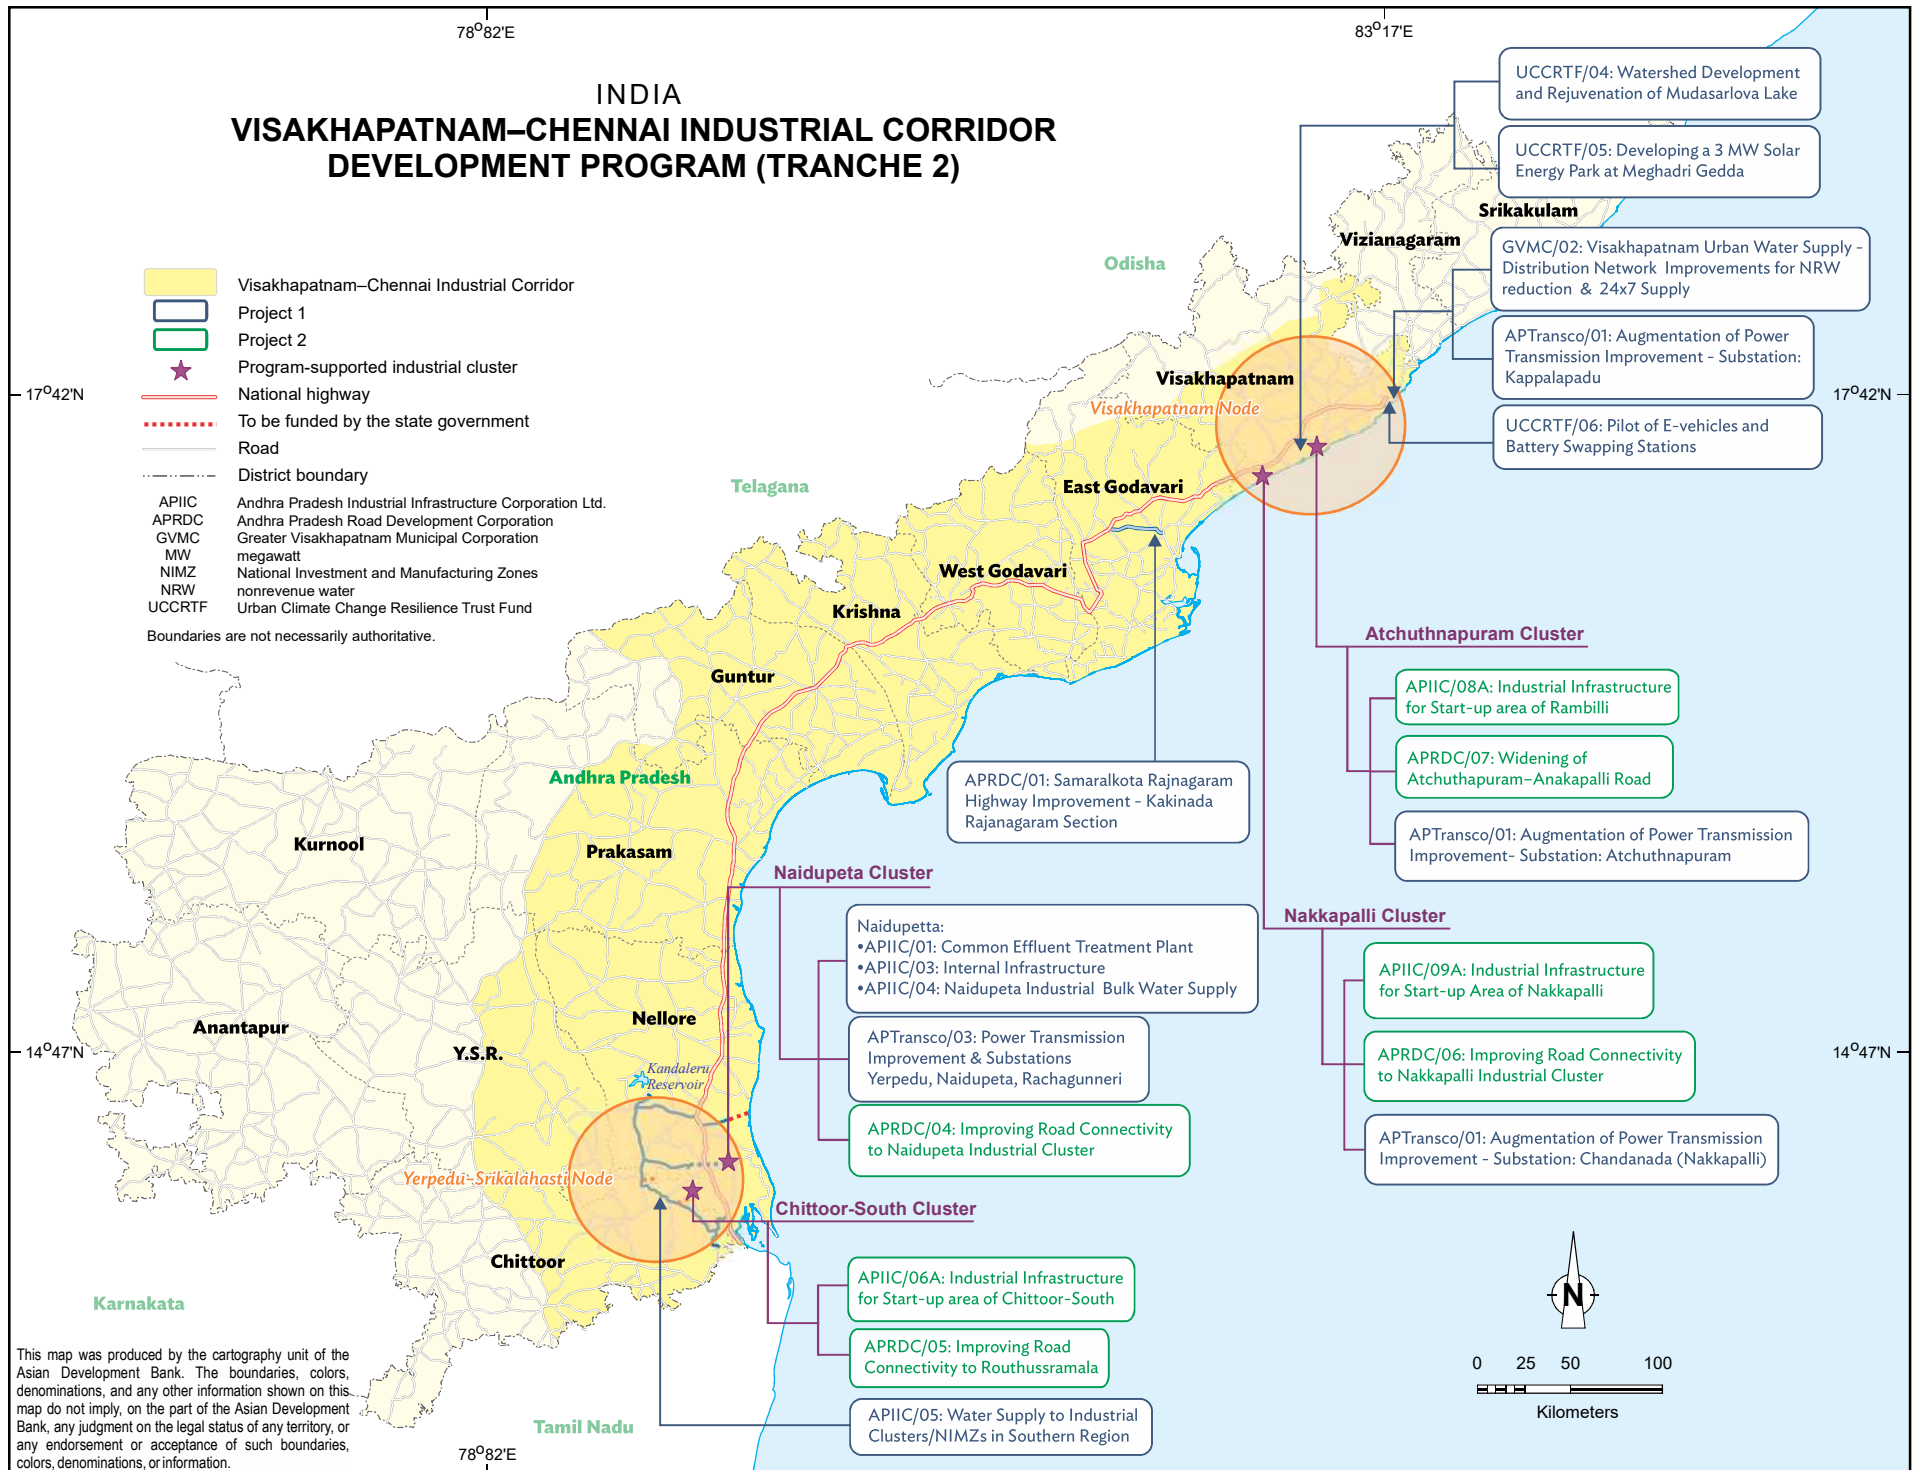 78°82'E
83°17'E
INDIA
VISAKHAPATNAM–CHENNAI INDUSTRIAL CORRIDOR
DEVELOPMENT PROGRAM (TRANCHE 2)
UCCRTF/04: Watershed Development
and Rejuvenation of Mudasarlova Lake
UCCRTF/05: Developing a 3 MW Solar
Energy Park at Meghadri Gedda
Srikakulam
Vizianagaram
GVMC/02: Visakhapatnam Urban Water Supply -
Distribution Network Improvements for NRW
reduction & 24x7 Supply
Odisha
Visakhapatnam–Chennai Industrial Corridor
Project 1
Project 2
Program-supported industrial cluster
National highway
To be funded by the state government
Road
District boundary
APIIC Andhra Pradesh Industrial Infrastructure Corporation Ltd.
APRDC Andhra Pradesh Road Development Corporation
GVMC Greater Visakhapatnam Municipal Corporation
MW megawatt
NIMZ National Investment and Manufacturing Zones
NRW nonrevenue water
UCCRTF Urban Climate Change Resilience Trust Fund
Boundaries are not necessarily authoritative.
APTransco/01: Augmentation of Power
Transmission Improvement - Substation:
Kappalapadu
Visakhapatnam
Visakhapatnam Node
17°42'N
17°42'N
UCCRTF/06: Pilot of E-vehicles and
Battery Swapping Stations
Telagana
East Godavari
West Godavari
Krishna
Guntur
Atchuthnapuram Cluster
APIIC/08A: Industrial Infrastructure
for Start-up area of Rambilli
APRDC/07: Widening of
Atchuthapuram–Anakapalli Road
APTransco/01: Augmentation of Power Transmission
Improvement- Substation: Atchuthnapuram
Andhra Pradesh
APRDC/01: Samaralkota Rajnagaram
Highway Improvement - Kakinada
Rajanagaram Section
Kurnool
Prakasam
Naidupeta Cluster
Naidupetta:
•APIIC/01: Common Effluent Treatment Plant
•APIIC/03: Internal Infrastructure
•APIIC/04: Naidupeta Industrial Bulk Water Supply
APTransco/03: Power Transmission
Improvement & Substations
Yerpedu, Naidupeta, Rachagunneri
APRDC/04: Improving Road Connectivity
to Naidupeta Industrial Cluster
Nakkapalli Cluster
APIIC/09A: Industrial Infrastructure
for Start-up Area of Nakkapalli
APRDC/06: Improving Road Connectivity
to Nakkapalli Industrial Cluster
APTransco/01: Augmentation of Power Transmission
Improvement - Substation: Chandanada (Nakkapalli)
Anantapur
Nellore
Y.S.R.
14°47'N
14°47'N
Kandaleru
Reservoir
Yerpedu-Srikalahasti Node
Chittoor-South Cluster
Chittoor
APIIC/06A: Industrial Infrastructure
for Start-up area of Chittoor-South
APRDC/05: Improving Road
Connectivity to Routhussramala
APIIC/05: Water Supply to Industrial
Clusters/NIMZs in Southern Region
Karnakata
Tamil Nadu
N
0 25 50 100
Kilometers
This map was produced by the cartography unit of the
Asian Development Bank. The boundaries, colors,
denominations, and any other information shown on this
map do not imply, on the part of the Asian Development
Bank, any judgment on the legal status of any territory, or
any endorsement or acceptance of such boundaries,
colors, denominations, or information.
78°82'E